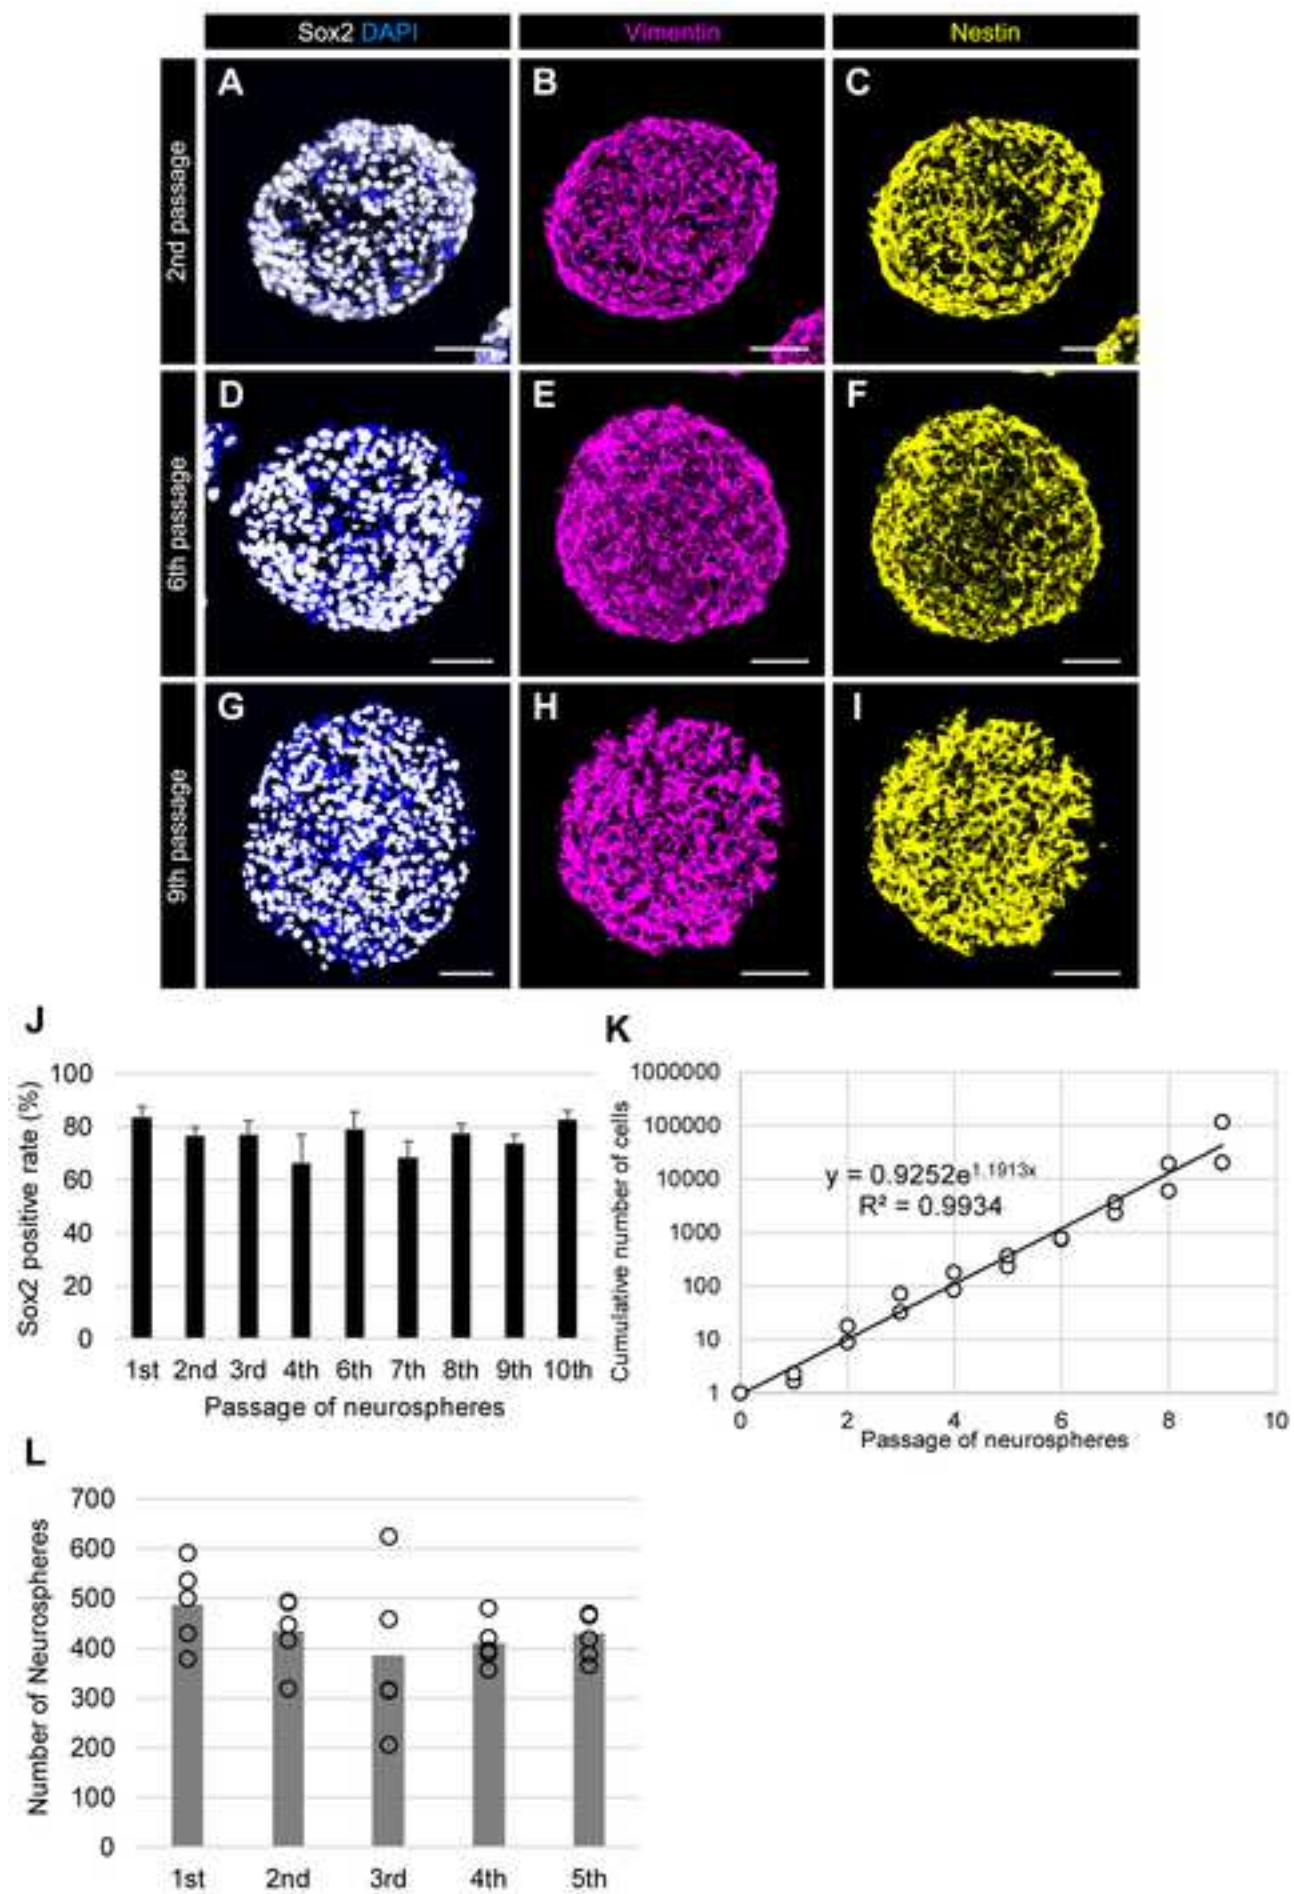 Sox2 DAPI Vimentin Nestin
2nd passage
A B C
6th passage
D E F
9th passage
G H I
J
Sox2 positive rate (%)
100
80
60
40
20
0
1st 2nd 3rd 4th 6th 7th 8th 9th 10th
Passage of neurospheres
K
Cumulative number of cells
1000000
100000
10000
1000
100
10
1
y = 0.9252e^1.1913x
R² = 0.9934
0 2 4 6 8 10
Passage of neurospheres
L
Number of Neurospheres
700
600
500
400
300
200
100
0
1st 2nd 3rd 4th 5th